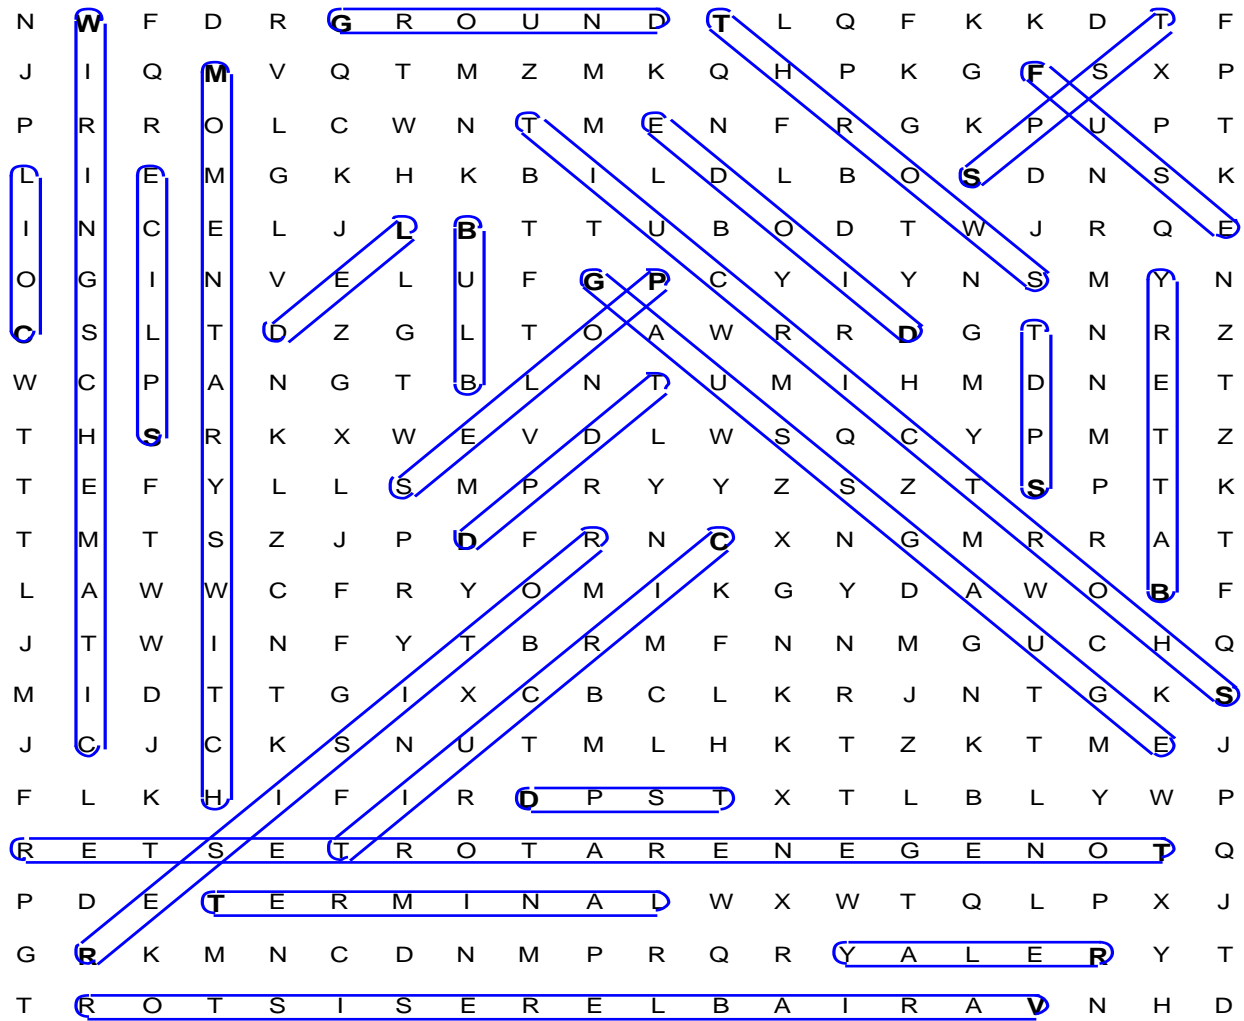 N W F D R G R O U N D T L Q F K K D T F
J I Q M V Q T M Z M K Q H P K G F S X P
P R R O L C W N T M E N F R G K P U P T
L I E M G K H K B I L D L B O S D N S K
I N C E L J L B T T U B O D T W J R Q E
O G I N V E L U F G P C Y I Y N S M Y N
C S L T D Z G L T O A W R R D G T N R Z
W C P A N G T B L N T U M I H M D N E T
T H S R K X W E V D L W S Q C Y P M T Z
T E F Y L L S M P R Y Y Z S Z T S P T K
T M T S Z J P D F R N C X N G M R R A T
L A W W C F R Y O M I K G Y D A W O B F
J T W I N F Y T B R M F N N M G U C H Q
M I D T T G I X C B C L K R J N T G K S
J C J C K S N U T M L H K T Z K T M E J
F L K H I F I R D P S T X T L B L Y W P
R E T S E T R O T A R E N E G E N O T Q
P D E T E R M I N A L W X W T Q L P X J
G R K M N C D N M P R Q R Y A L E R Y T
T R O T S I S E R E L B A I R A V N H D